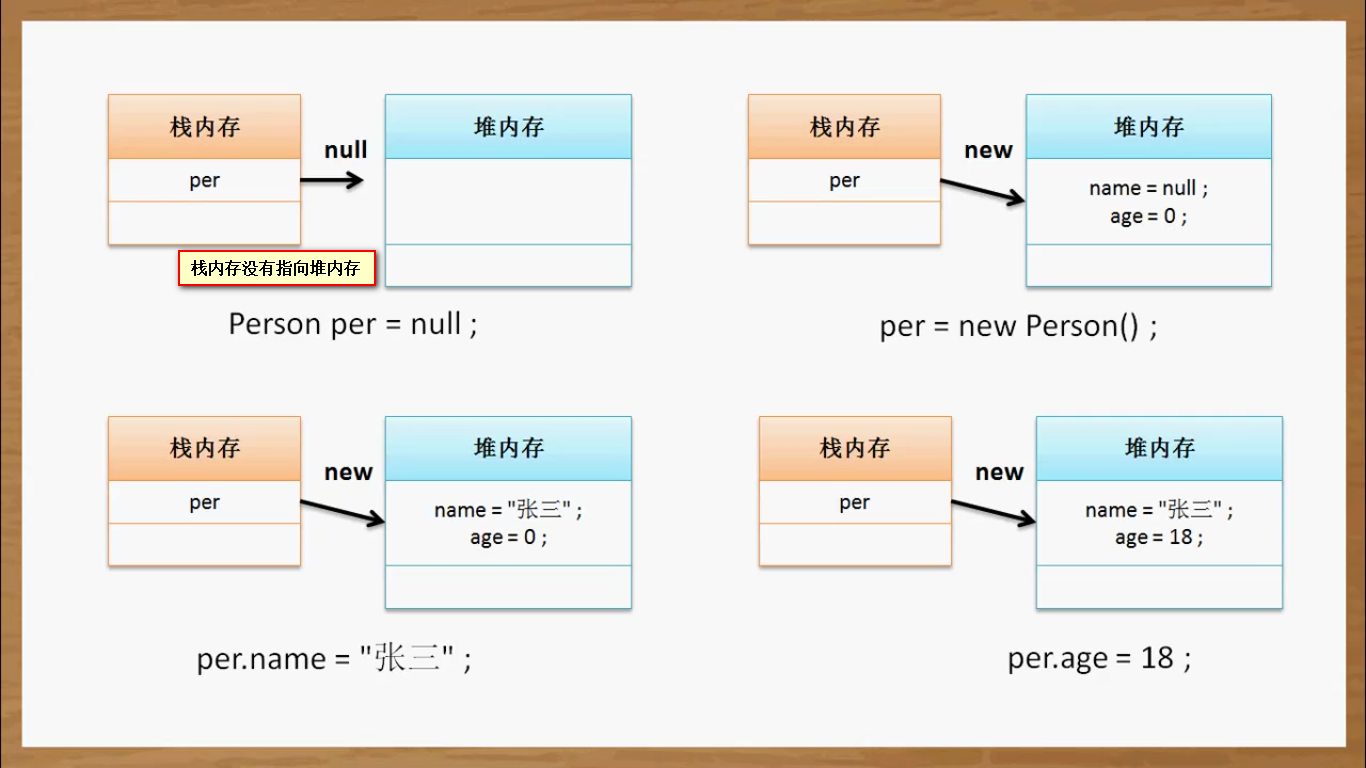 栈内存
null
堆内存
per
栈内存没有指向堆内存
Person per = null ;
栈内存
new
堆内存
per
name = null ;
age = 0 ;
per = new Person() ;
栈内存
new
堆内存
per
name = "张三" ;
age = 0 ;
per.name = "张三" ;
栈内存
new
堆内存
per
name = "张三" ;
age = 18 ;
per.age = 18 ;